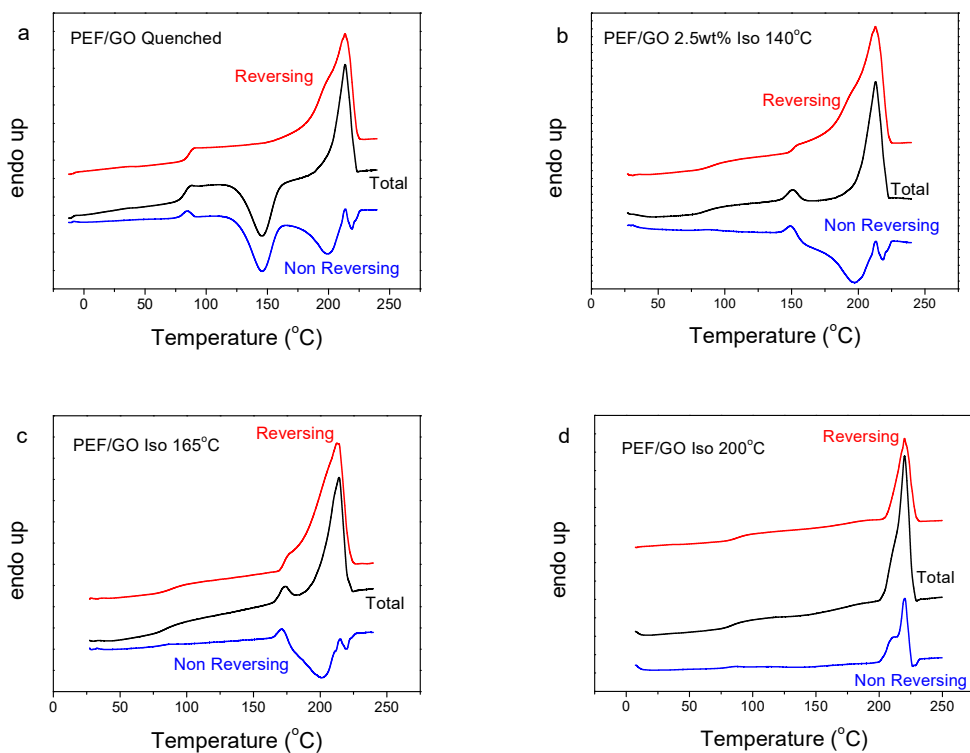 a
PEF/GO Quenched
Reversing
Total
Non Reversing
endo up
0 50 100 150 200 250
Temperature (°C)
b
PEF/GO 2.5wt% Iso 140°C
Reversing
Total
Non Reversing
endo up
0 50 100 150 200 250
Temperature (°C)
c
PEF/GO Iso 165°C
Reversing
Total
Non Reversing
endo up
0 50 100 150 200 250
Temperature (°C)
d
PEF/GO Iso 200°C
Reversing
Total
Non Reversing
endo up
0 50 100 150 200 250
Temperature (°C)